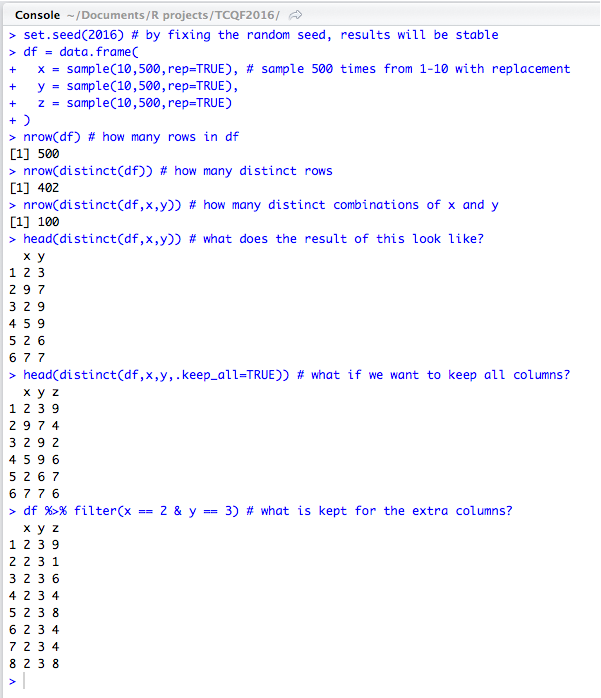 Console ~/Documents/R projects/TCQF2016/
> set.seed(2016) # by fixing the random seed, results will be stable
> df = data.frame(
+   x = sample(10,500,rep=TRUE), # sample 500 times from 1-10 with replacement
+   y = sample(10,500,rep=TRUE),
+   z = sample(10,500,rep=TRUE)
+ )
> nrow(df) # how many rows in df
[1] 500
> nrow(distinct(df)) # how many distinct rows
[1] 402
> nrow(distinct(df,x,y)) # how many distinct combinations of x and y
[1] 100
> head(distinct(df,x,y)) # what does the result of this look like?
  x y
1 2 3
2 9 7
3 2 9
4 5 9
5 2 6
6 7 7
> head(distinct(df,x,y,.keep_all=TRUE)) # what if we want to keep all columns?
  x y z
1 2 3 9
2 9 7 4
3 2 9 2
4 5 9 6
5 2 6 7
6 7 7 6
> df %>% filter(x == 2 & y == 3) # what is kept for the extra columns?
  x y z
1 2 3 9
2 2 3 1
3 2 3 6
4 2 3 4
5 2 3 8
6 2 3 4
7 2 3 4
8 2 3 8
>